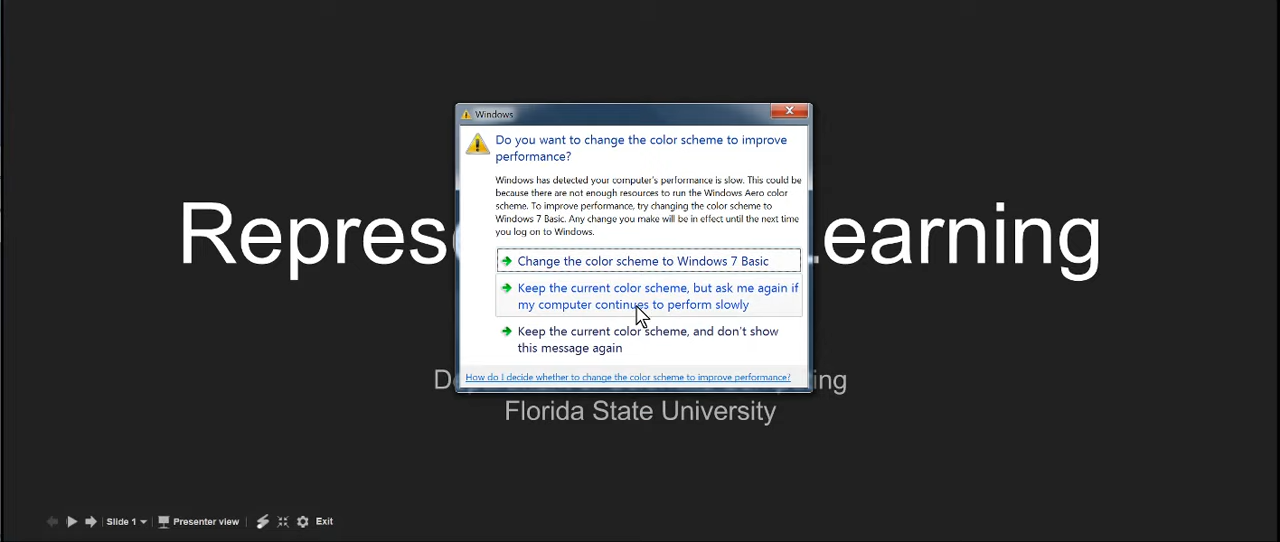 Windows
Do you want to change the color scheme to improve
performance?
Windows has detected your computer's performance is slow. This could be
because there are not enough resources to run the Windows Aero color
scheme. To improve performance, try changing the color scheme to
Windows 7 Basic. Any change you make will be in effect until the next time
you log on to Windows.
Repres earning
Change the color scheme to Windows 7 Basic
Keep the current color scheme, but ask me again if
my computer continues to perform slowly
Keep the current color scheme, and don't show
this message again
How do I decide whether to change the color scheme to improve performance?
Florida State University
Slide 1 Presenter view Exit